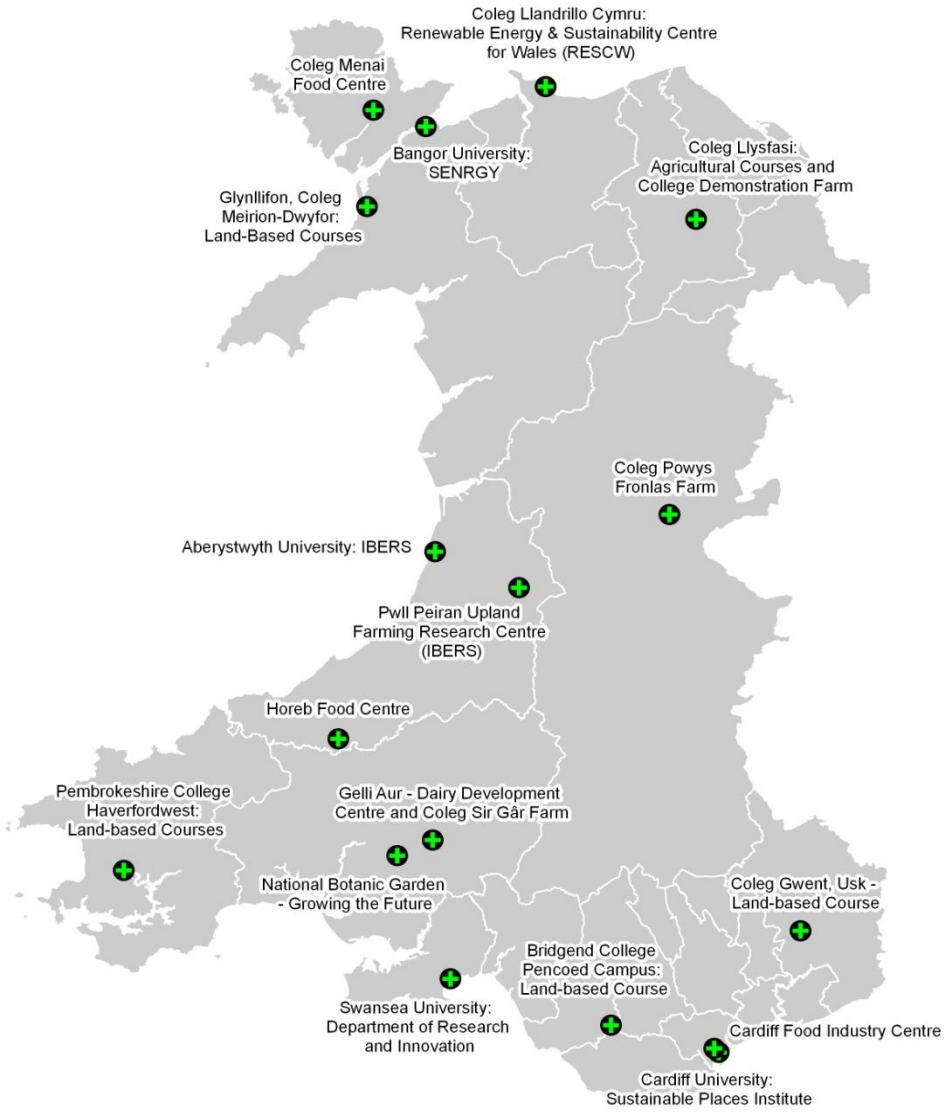 Coleg Llandrillo Cymru:
Renewable Energy & Sustainability Centre
for Wales (RESCW)
Coleg Menai
Food Centre
Bangor University:
SENRGY
Coleg Llysfasi:
Agricultural Courses and
College Demonstration Farm
Glynllifon, Coleg
Meirion-Dwyfor:
Land-Based Courses
Coleg Powys
Fronlas Farm
Aberystwyth University: IBERS
Pwll Peiran Upland
Farming Research Centre
(IBERS)
Horeb Food Centre
Pembrokeshire College
Haverfordwest:
Land-based Courses
Gelli Aur - Dairy Development
Centre and Coleg Sir Gâr Farm
National Botanic Garden
- Growing the Future
Coleg Gwent, Usk -
Land-based Course
Bridgend College
Pencoed Campus:
Land-based Course
Swansea University:
Department of Research
and Innovation
Cardiff Food Industry Centre
Cardiff University:
Sustainable Places Institute